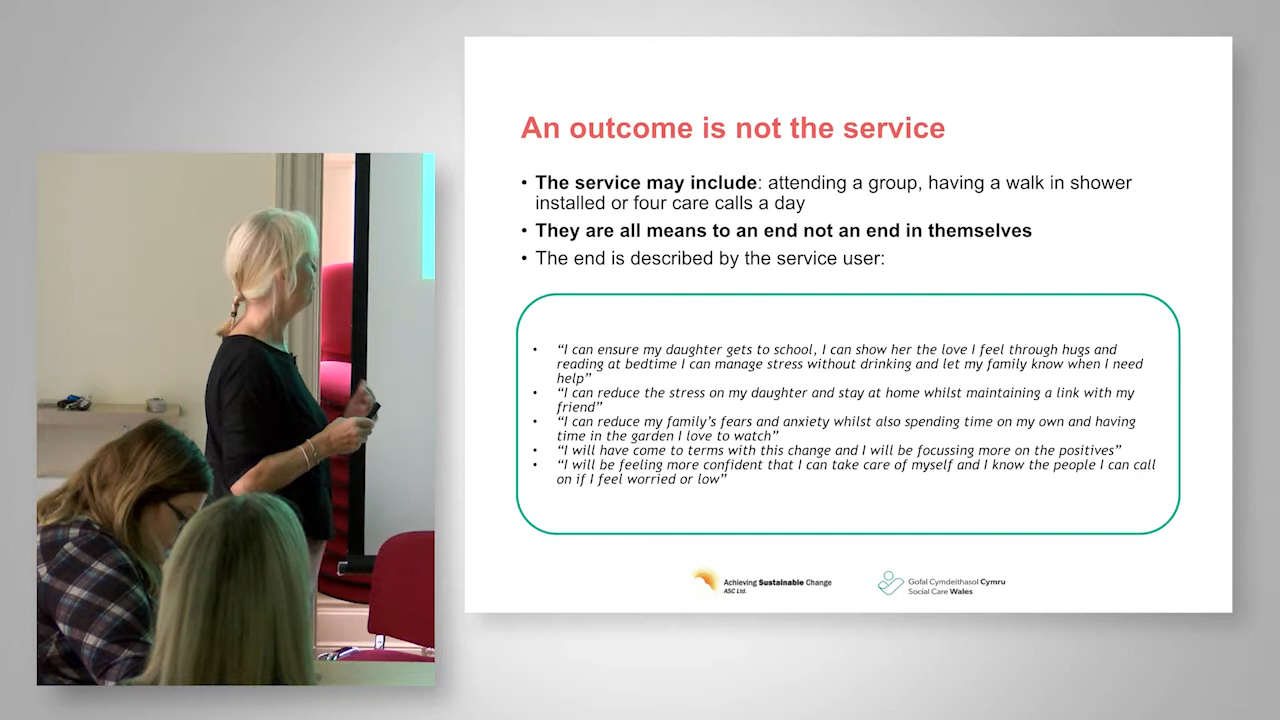 An outcome is not the service
• The service may include: attending a group, having a walk in shower
installed or four care calls a day
• They are all means to an end not an end in themselves
• The end is described by the service user:
• “I can ensure my daughter gets to school, I can show her the love I feel through hugs and
reading at bedtime I can manage stress without drinking and let my family know when I need
help”
• “I can reduce the stress on my daughter and stay at home whilst maintaining a link with my
friend”
• “I can reduce my family’s fears and anxiety whilst also spending time on my own and having
time in the garden I love to watch”
• “I will have come to terms with this change and I will be focussing more on the positives”
• “I will be feeling more confident that I can take care of myself and I know the people I can call
on if I feel worried or low”
Achieving Sustainable Change
ASC Ltd.
Gofal Cymdeithasol Cymru
Social Care Wales